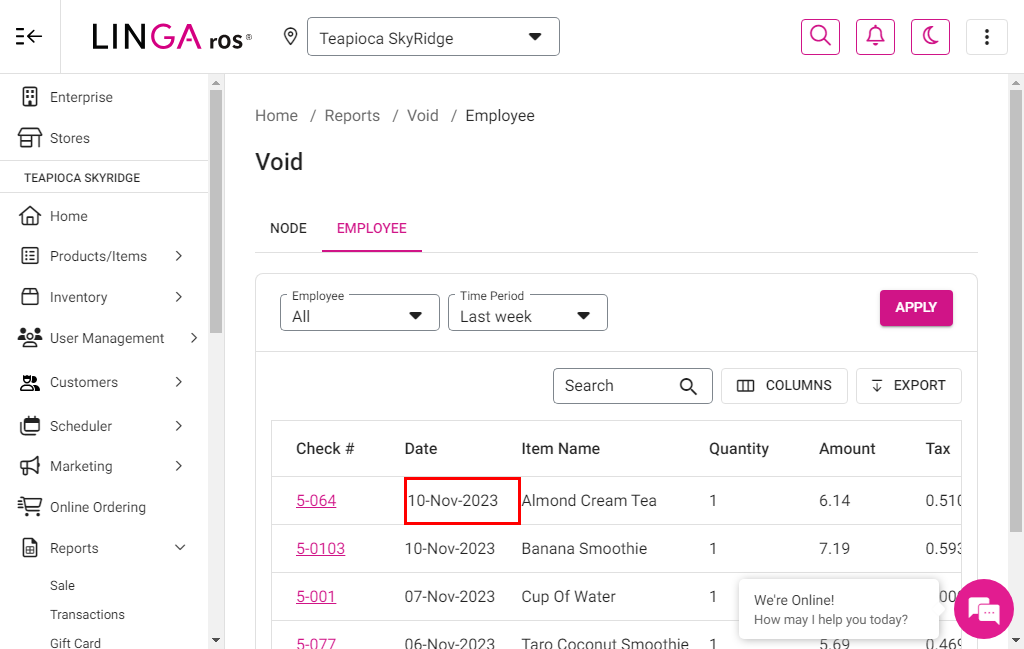 LINGA ros®
Teapioca SkyRidge
Enterprise
Stores
TEAPIOCA SKYRIDGE
Home
Products/Items
Inventory
User Management
Customers
Scheduler
Marketing
Online Ordering
Reports
Sale
Transactions
Gift Card
Home / Reports / Void / Employee
Void
NODE EMPLOYEE
Employee Time Period
All Last week APPLY
Search COLUMNS EXPORT
Check # Date Item Name Quantity Amount Tax
5-064 10-Nov-2023 Almond Cream Tea 1 6.14 0.510
5-0103 10-Nov-2023 Banana Smoothie 1 7.19 0.593
5-001 07-Nov-2023 Cup Of Water 1
5-077 06-Nov-2023 Taro Coconut Smoothie 1 5.69 0.469
We're Online!
How may I help you today?